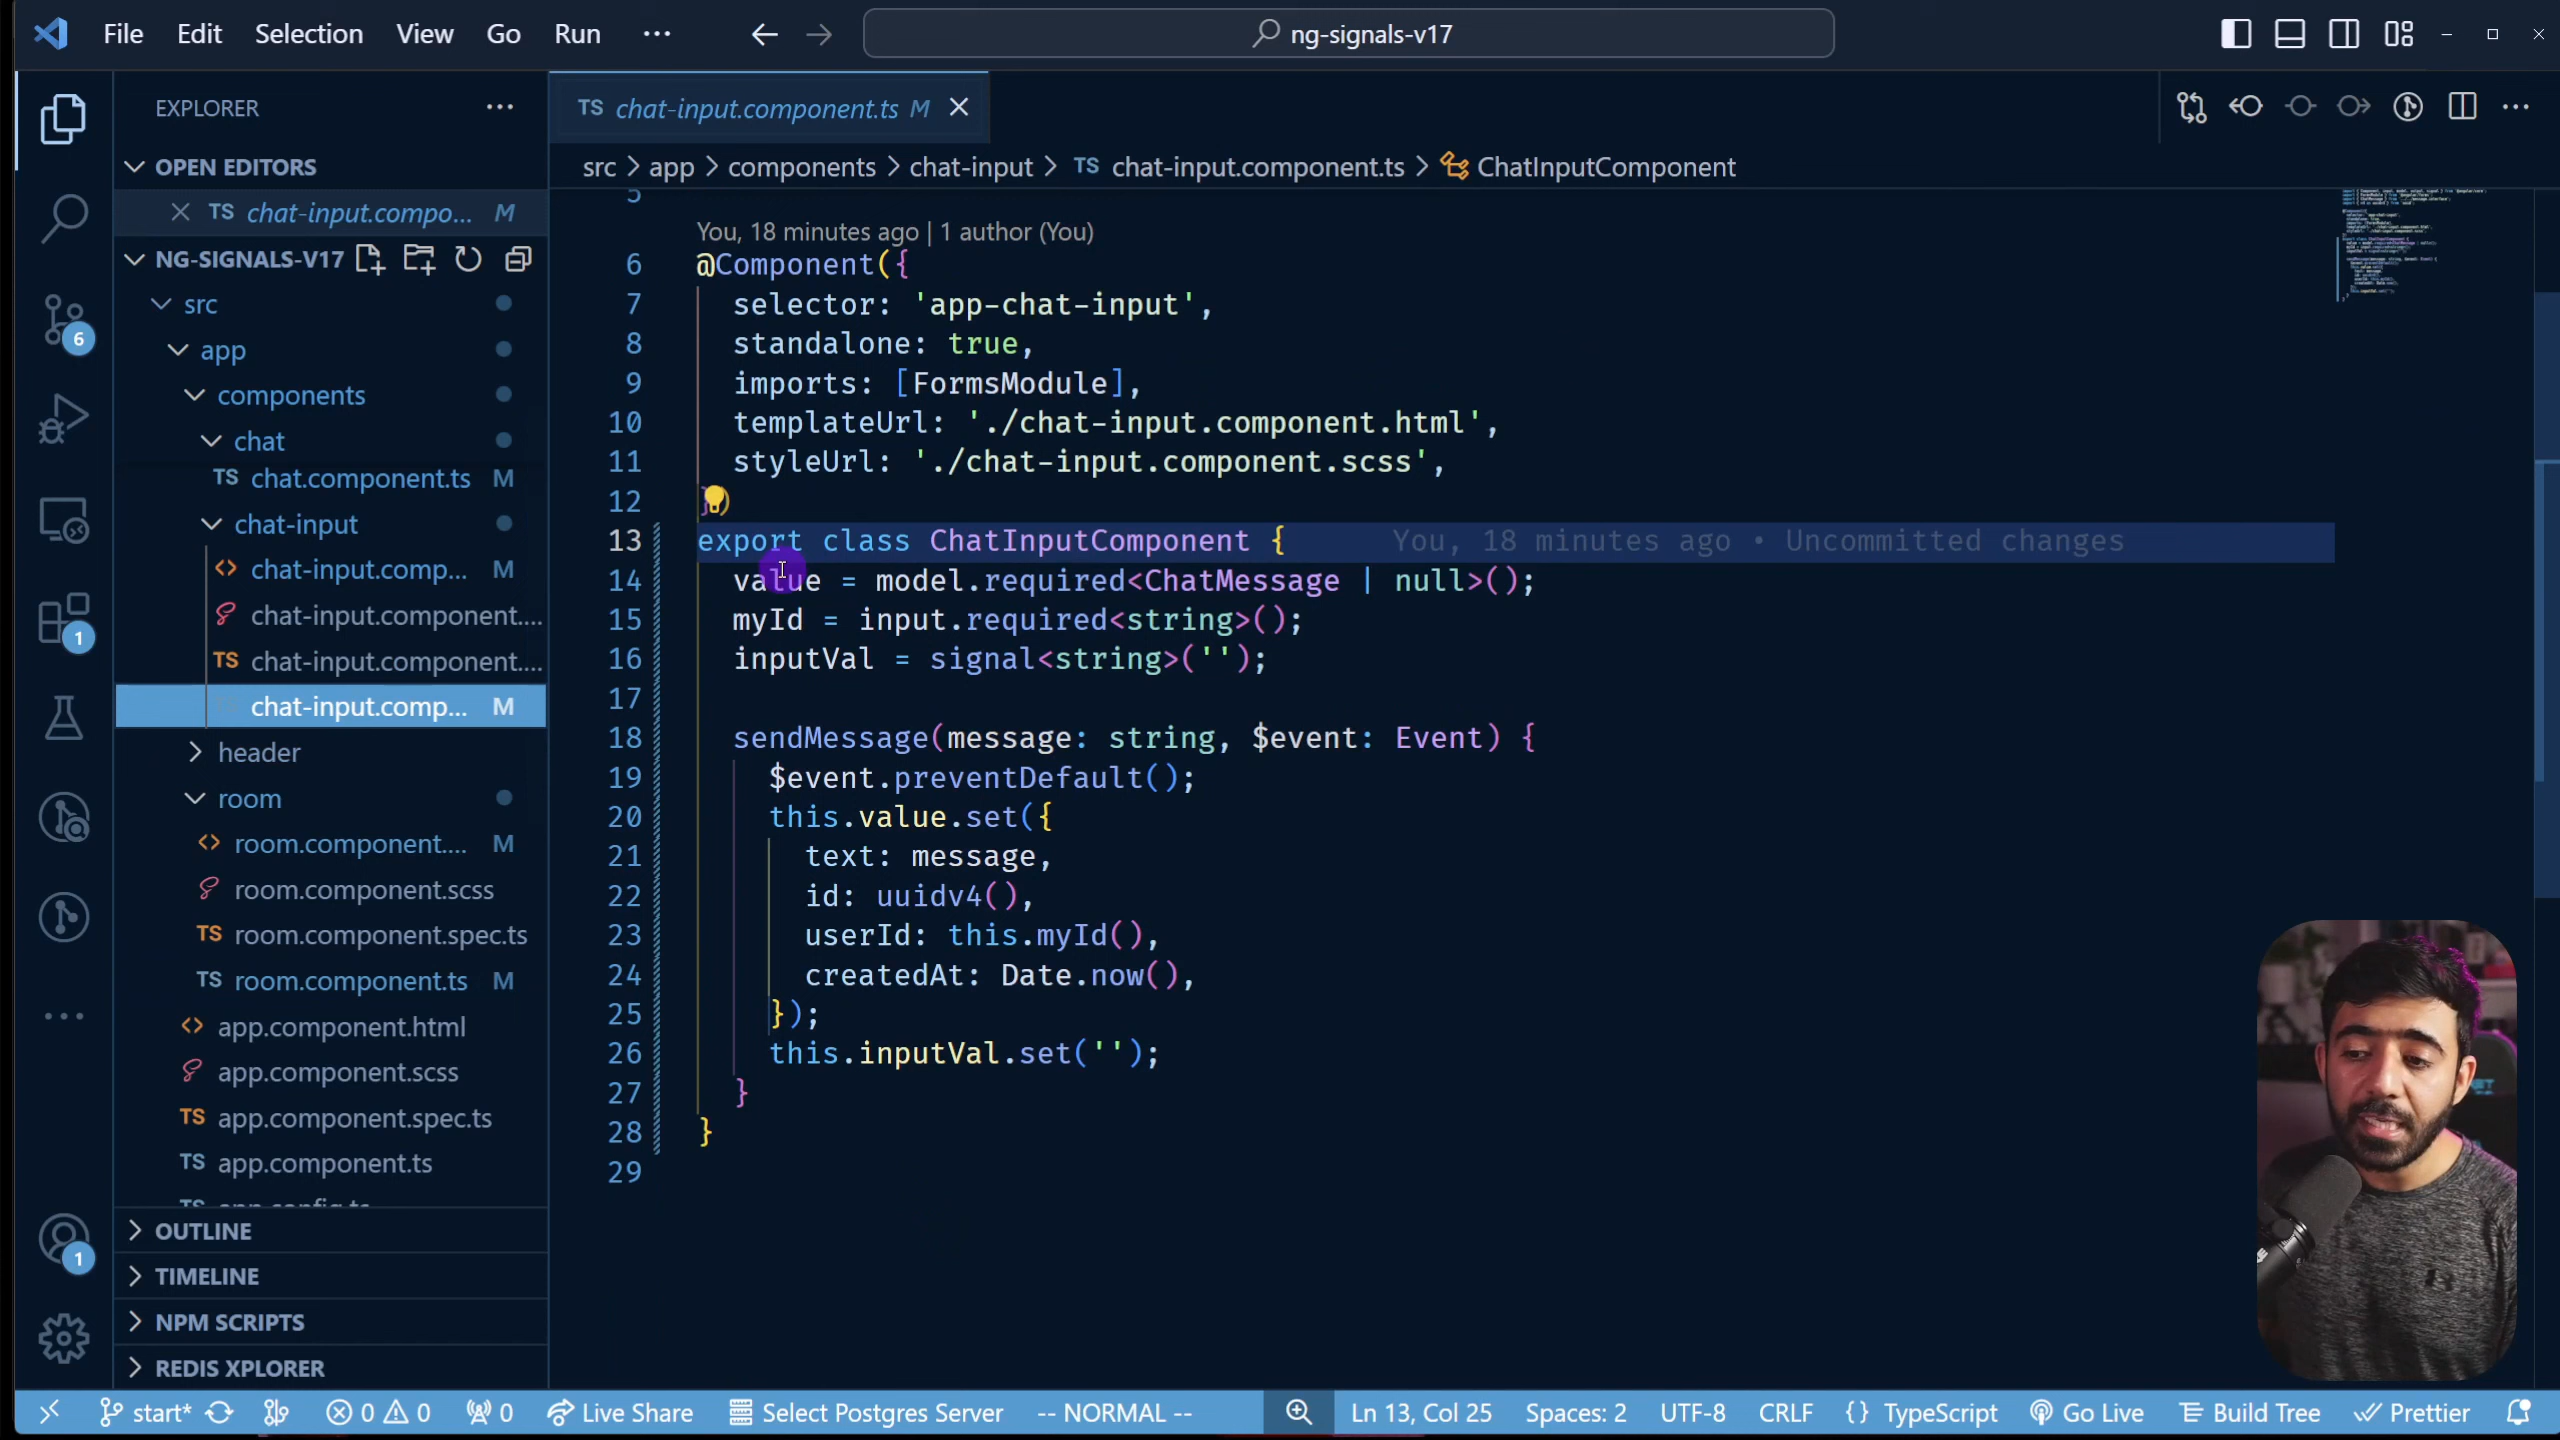 File Edit Selection View Go Run ...
ng-signals-v17
EXPLORER
OPEN EDITORS
TS chat-input.compo... M
NG-SIGNALS-V17
src
app
components
chat
TS chat.component.ts M
chat-input
<> chat-input.comp... M
chat-input.component....
TS chat-input.component....
chat-input.comp... M
header
room
<> room.component.... M
room.component.scss
TS room.component.spec.ts
TS room.component.ts M
<> app.component.html
app.component.scss
TS app.component.spec.ts
TS app.component.ts
TS app.config.ts
OUTLINE
TIMELINE
NPM SCRIPTS
REDIS XPLORER
6
1
1
TS chat-input.component.ts M
src > app > components > chat-input > TS chat-input.component.ts > ChatInputComponent
5
You, 18 minutes ago | 1 author (You)
6 @Component({
7 selector: 'app-chat-input',
8 standalone: true,
9 imports: [FormsModule],
10 templateUrl: './chat-input.component.html',
11 styleUrl: './chat-input.component.scss',
12 })
13 export class ChatInputComponent { You, 18 minutes ago • Uncommitted changes
14 value = model.required<ChatMessage | null>();
15 myId = input.required<string>();
16 inputVal = signal<string>('');
17
18 sendMessage(message: string, $event: Event) {
19 $event.preventDefault();
20 this.value.set({
21 text: message,
22 id: uuidv4(),
23 userId: this.myId(),
24 createdAt: Date.now(),
25 });
26 this.inputVal.set('');
27 }
28 }
29
start* 0 0 0 Live Share Select Postgres Server -- NORMAL -- Ln 13, Col 25 Spaces: 2 UTF-8 CRLF {} TypeScript Go Live Build Tree Prettier